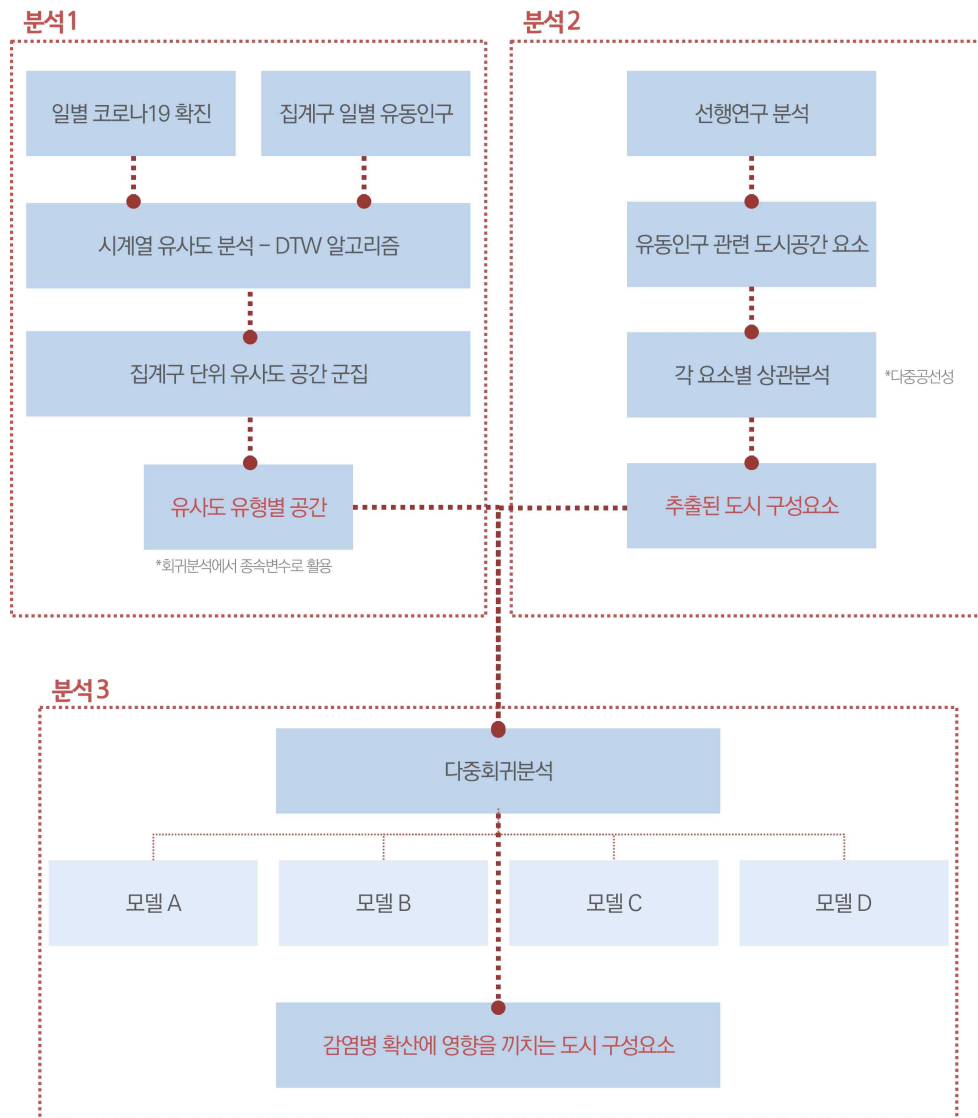 분석1
일별 코로나19 확진
집계구 일별 유동인구
시계열 유사도 분석 – DTW 알고리즘
집계구 단위 유사도 공간 군집
유사도 유형별 공간
*회귀분석에서 종속변수로 활용
분석2
선행연구 분석
유동인구 관련 도시공간 요소
각 요소별 상관분석
*다중공선성
추출된 도시 구성요소
분석3
다중회귀분석
모델 A
모델 B
모델 C
모델 D
감염병 확산에 영향을 끼치는 도시 구성요소